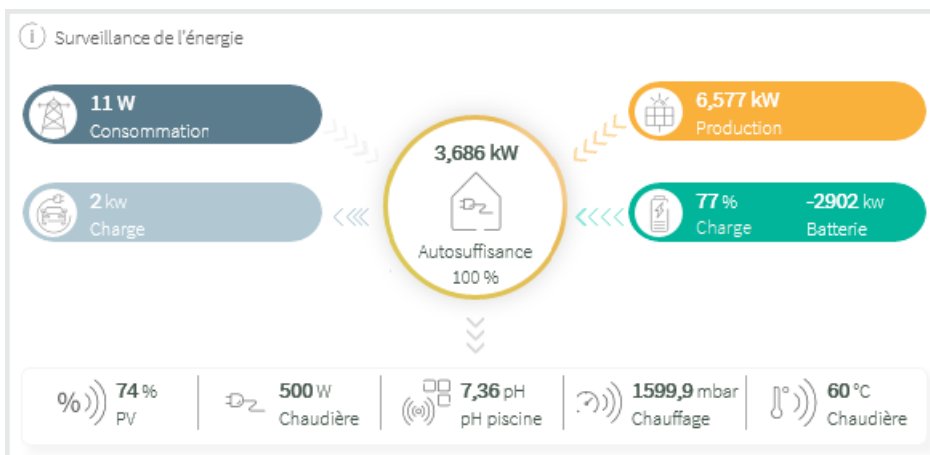 i Surveillance de l'énergie
11 W
Consommation
6,577 kW
Production
3,686 kW
Autosuffisance
100 %
2 kw
Charge
77 % -2902 kw
Charge Batterie
% 74 %
PV
500 W
Chaudière
7,36 pH
pH piscine
1599,9 mbar
Chauffage
60 °C
Chaudière